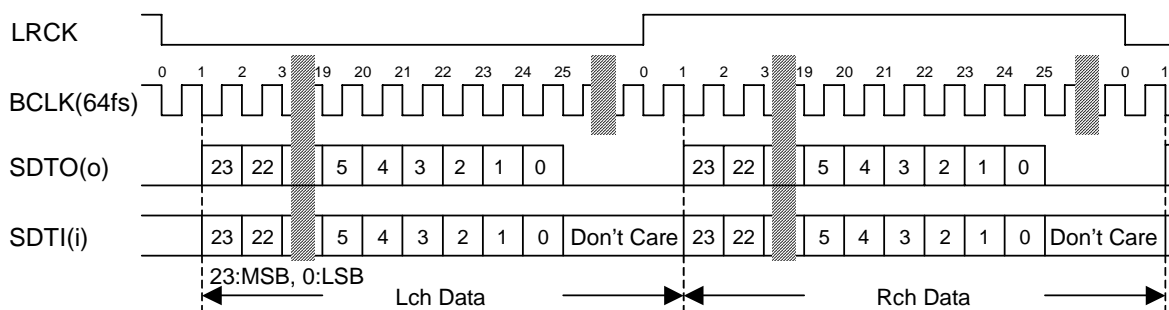 LRCK
0 1 2 3 19 20 21 22 23 24 25 0 1 2 3 19 20 21 22 23 24 25 0 1
BCLK(64fs)
SDTO(o) 23 22 5 4 3 2 1 0 23 22 5 4 3 2 1 0
SDTI(i) 23 22 5 4 3 2 1 0 Don't Care 23 22 5 4 3 2 1 0 Don't Care
23:MSB, 0:LSB
Lch Data Rch Data